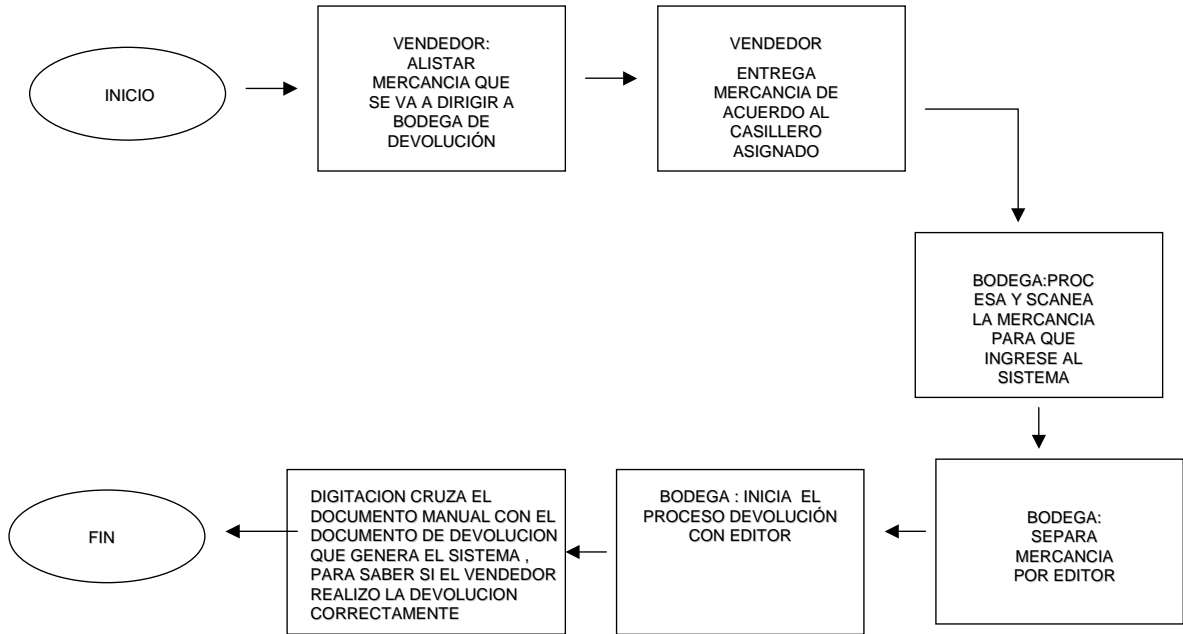 INICIO
VENDEDOR:
ALISTAR
MERCANCIA QUE
SE VA A DIRIGIR A
BODEGA DE
DEVOLUCIÓN
VENDEDOR
ENTREGA
MERCANCIA DE
ACUERDO AL
CASILLERO
ASIGNADO
BODEGA:PROC
ESA Y SCANEA
LA MERCANCIA
PARA QUE
INGRESE AL
SISTEMA
BODEGA:
SEPARA
MERCANCIA
POR EDITOR
BODEGA : INICIA EL
PROCESO DEVOLUCIÓN
CON EDITOR
DIGITACION CRUZA EL
DOCUMENTO MANUAL CON EL
DOCUMENTO DE DEVOLUCION
QUE GENERA EL SISTEMA ,
PARA SABER SI EL VENDEDOR
REALIZO LA DEVOLUCION
CORRECTAMENTE
FIN